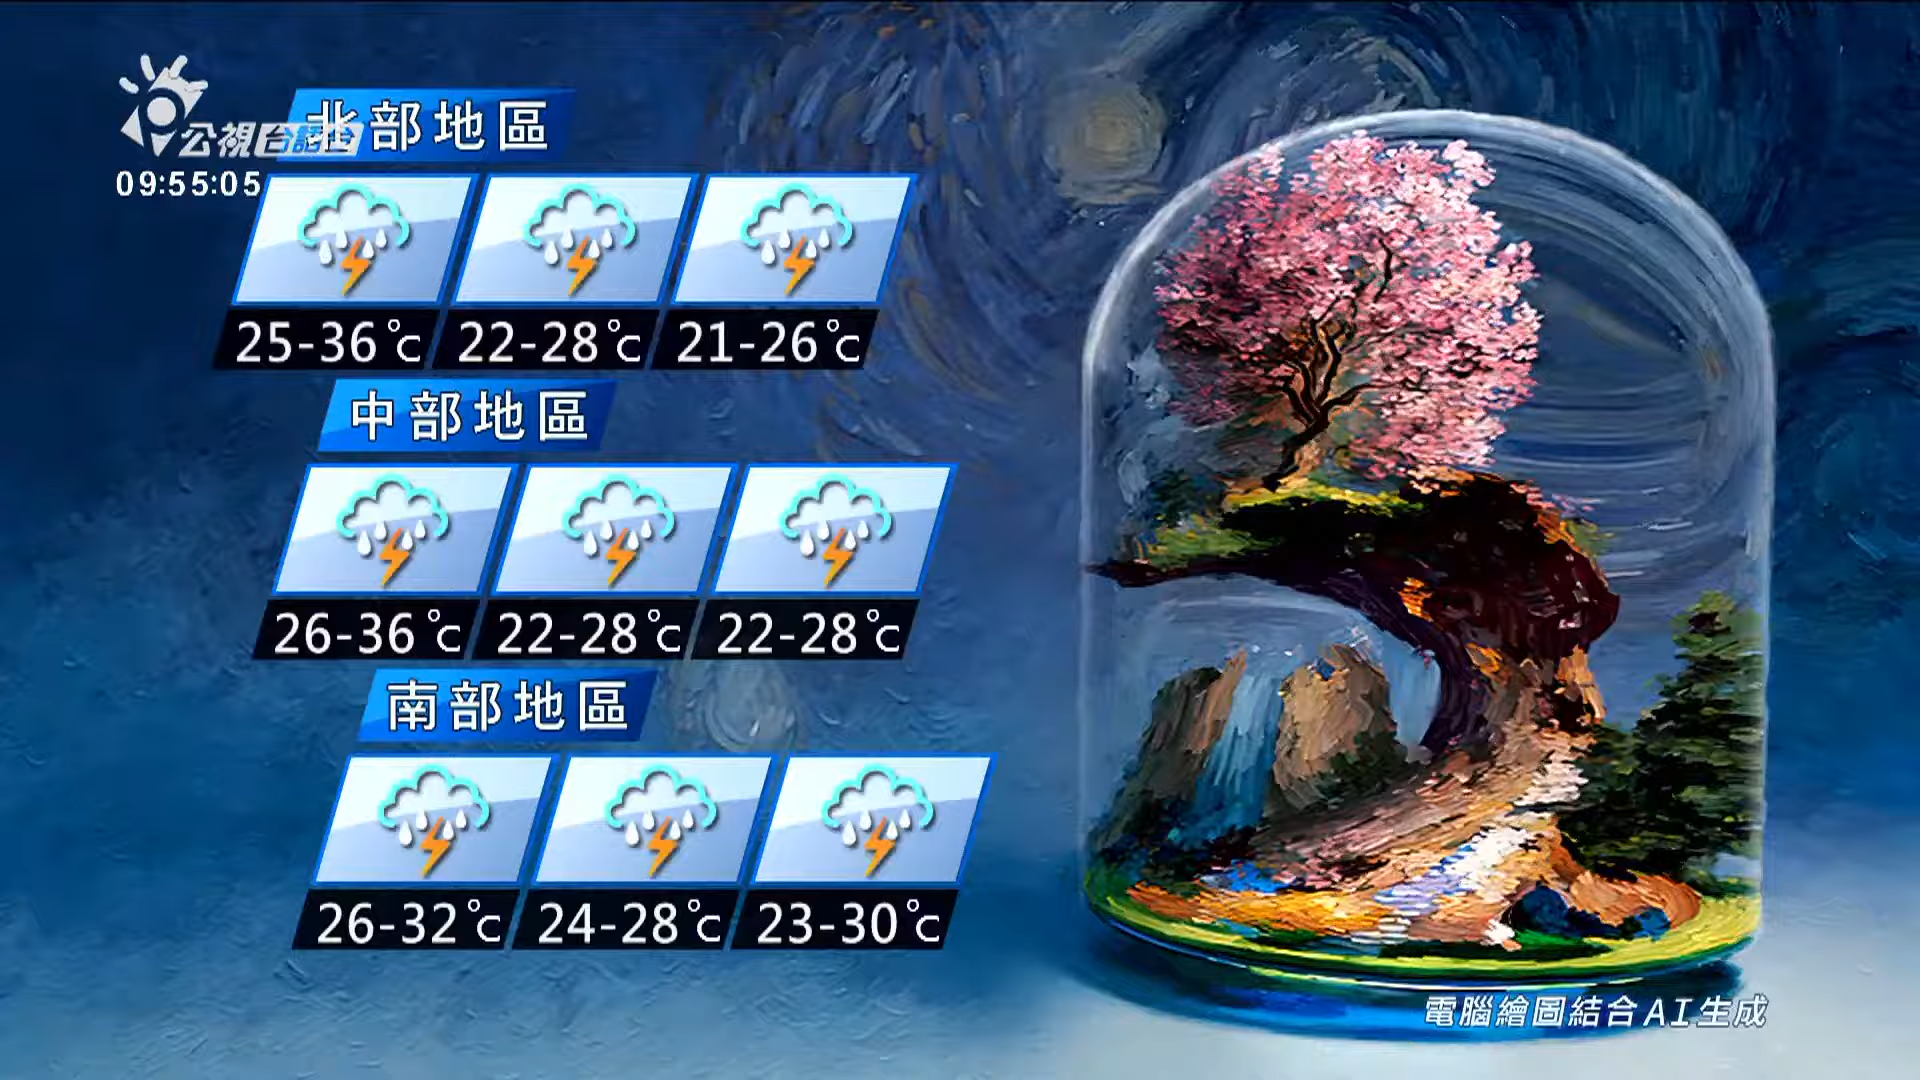 北部地區
公視台語台
09:55:05
25-36℃ 22-28℃ 21-26℃
中部地區
26-36℃ 22-28℃ 22-28℃
南部地區
26-32℃ 24-28℃ 23-30℃
電腦繪圖結合AI生成